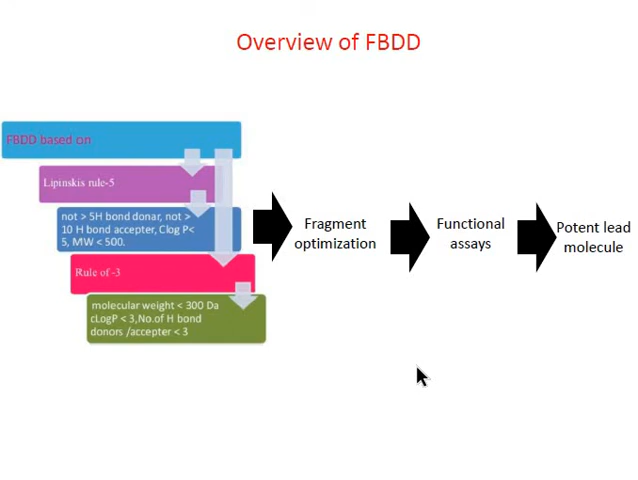 Overview of FBDD
FBDD based on
Lipinskis rule-5
not > 5H bond donar, not >
10 H bond accepter, Clog P<
5, MW < 500.
Rule of -3
molecular weight < 300 Da
cLogP < 3,No.of H bond
donors /accepter < 3
Fragment
optimization
Functional
assays
Potent lead
molecule